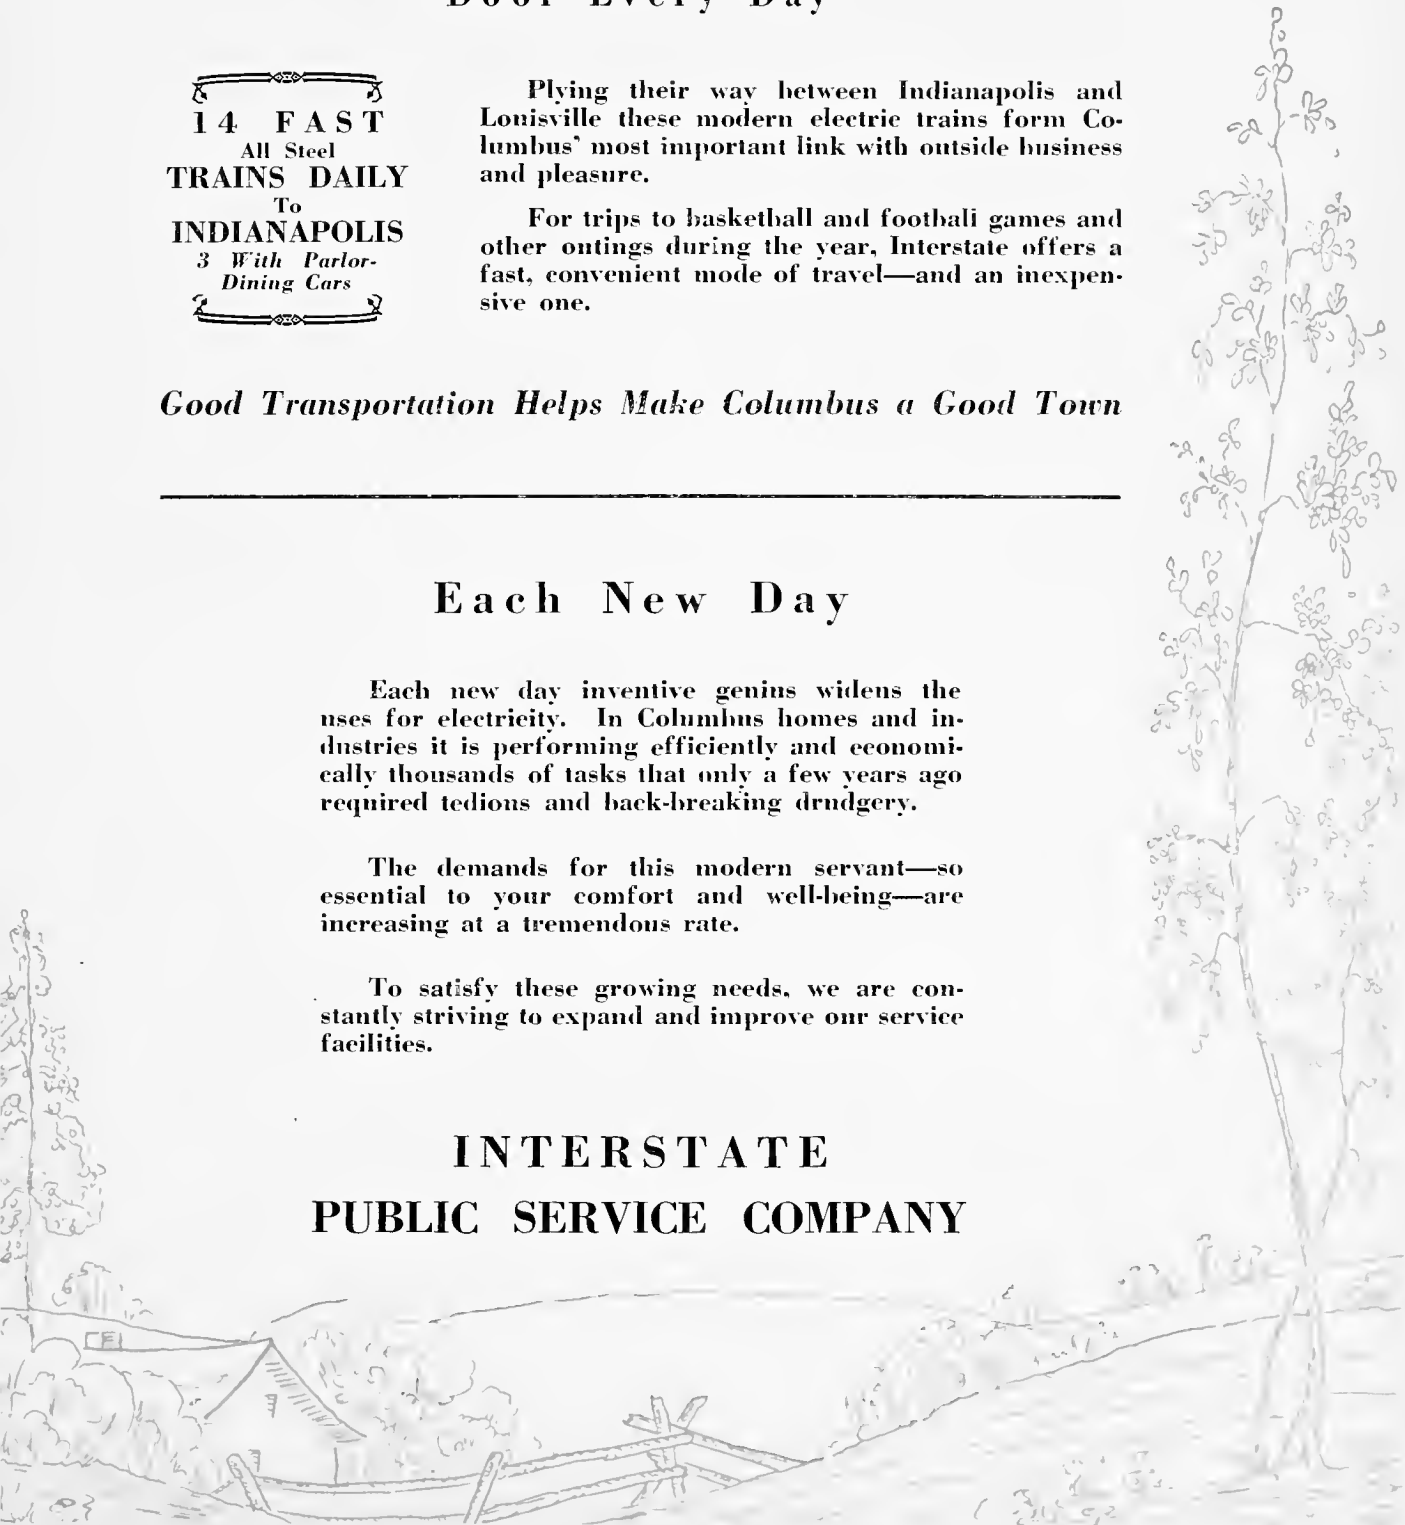 Door Every Day
14 FAST
All Steel
TRAINS DAILY
To
INDIANAPOLIS
3 With Parlor-
Dining Cars
Plying their way between Indianapolis and
Louisville these modern electric trains form Co-
lumbus' most important link with outside business
and pleasure.
For trips to basketball and football games and
other outings during the year, Interstate offers a
fast, convenient mode of travel—and an inexpen-
sive one.
Good Transportation Helps Make Columbus a Good Town
Each New Day
Each new day inventive genius widens the
uses for electricity. In Columbus homes and in-
dustries it is performing efficiently and economi-
cally thousands of tasks that only a few years ago
required tedious and back-breaking drudgery.
The demands for this modern servant—so
essential to your comfort and well-being—are
increasing at a tremendous rate.
To satisfy these growing needs, we are con-
stantly striving to expand and improve our service
facilities.
INTERSTATE
PUBLIC SERVICE COMPANY